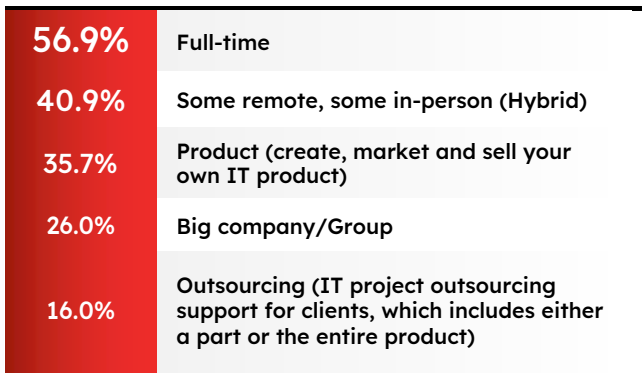 56.9%
Full-time
40.9%
Some remote, some in-person (Hybrid)
35.7%
Product (create, market and sell your
own IT product)
26.0%
Big company/Group
16.0%
Outsourcing (IT project outsourcing
support for clients, which includes either
a part or the entire product)